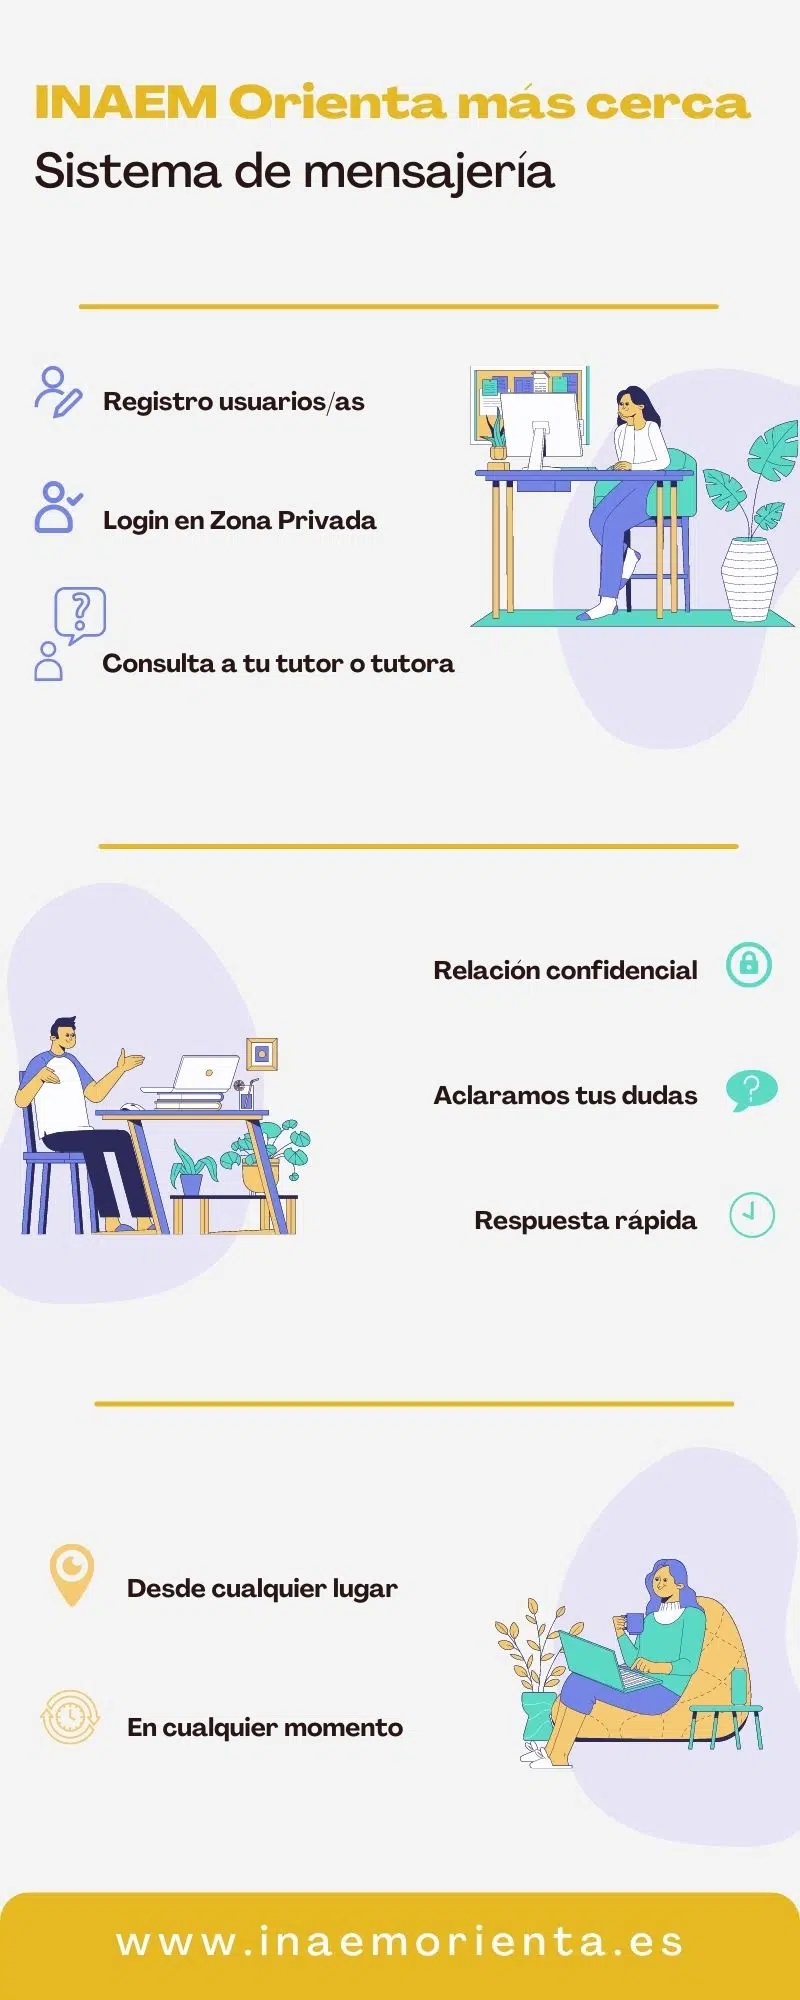 INAEM Orienta más cerca
Sistema de mensajería
Registro usuarios/as
Login en Zona Privada
Consulta a tu tutor o tutora
Relación confidencial
Aclaramos tus dudas
Respuesta rápida
Desde cualquier lugar
En cualquier momento
www.inaemorienta.es